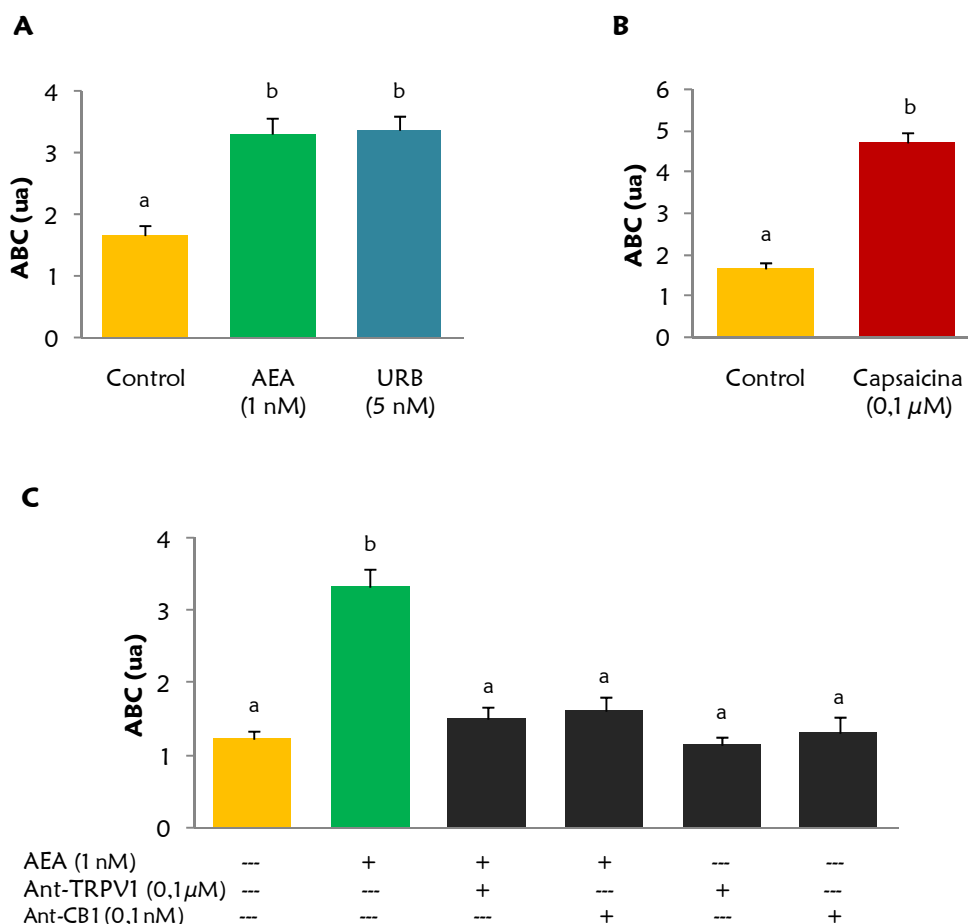 A
ABC (ua)
4
3
2
1
0
a
b
b
Control
AEA
(1 nM)
URB
(5 nM)
B
ABC (ua)
6
5
4
3
2
1
0
a
b
Control
Capsaicina
(0,1 µM)
C
ABC (ua)
4
3
2
1
0
a
b
a
a
a
a
AEA (1 nM) --- + + + --- ---
Ant-TRPV1 (0,1µM) --- --- + --- + ---
Ant-CB1 (0,1nM) --- --- --- + --- +